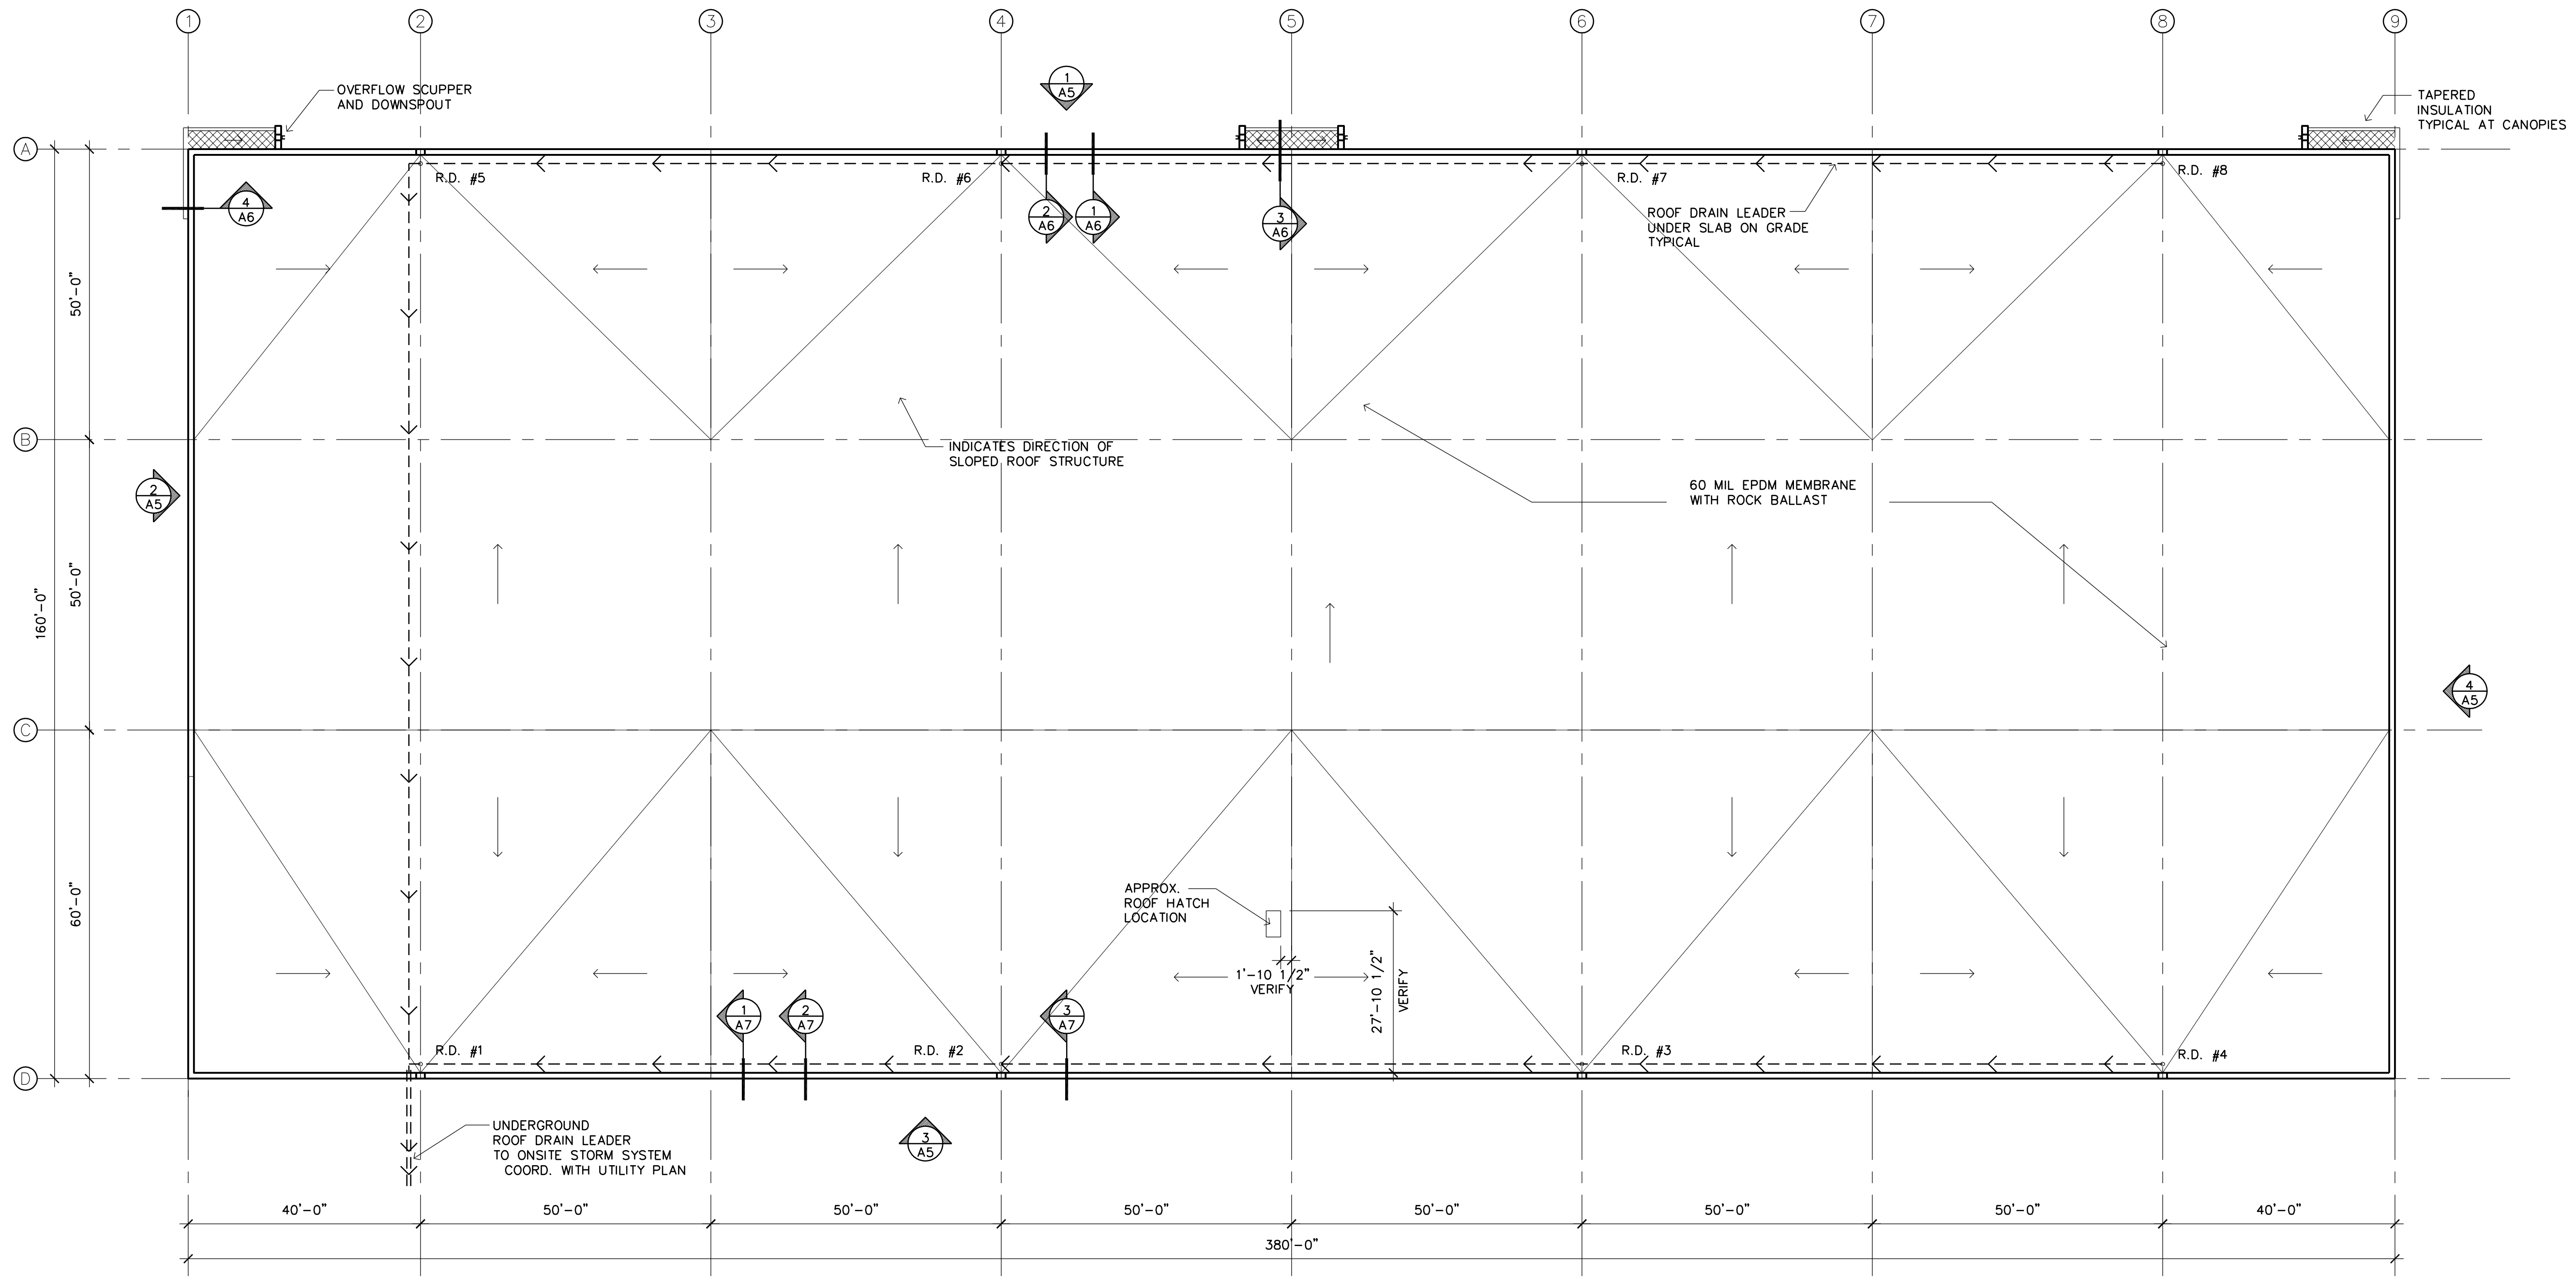 1 2 3 4 5 6 7 8 9
1
A5
OVERFLOW SCUPPER
AND DOWNSPOUT
TAPERED
INSULATION
TYPICAL AT CANOPIES
A
R.D. #5
R.D. #6
R.D. #7
R.D. #8
4
A6
2
A6
1
A6
3
A6
ROOF DRAIN LEADER
UNDER SLAB ON GRADE
TYPICAL
50'-0"
B
INDICATES DIRECTION OF
SLOPED ROOF STRUCTURE
2
A5
60 MIL EPDM MEMBRANE
WITH ROCK BALLAST
160'-0"
50'-0"
4
A5
C
60'-0"
APPROX.
ROOF HATCH
LOCATION
1'-10 1/2"
VERIFY
27'-10 1/2"
VERIFY
1
A7
2
A7
3
A7
R.D. #1
R.D. #2
R.D. #3
R.D. #4
D
UNDERGROUND
ROOF DRAIN LEADER
TO ONSITE STORM SYSTEM
COORD. WITH UTILITY PLAN
3
A5
40'-0" 50'-0" 50'-0" 50'-0" 50'-0" 50'-0" 50'-0" 40'-0"
380'-0"